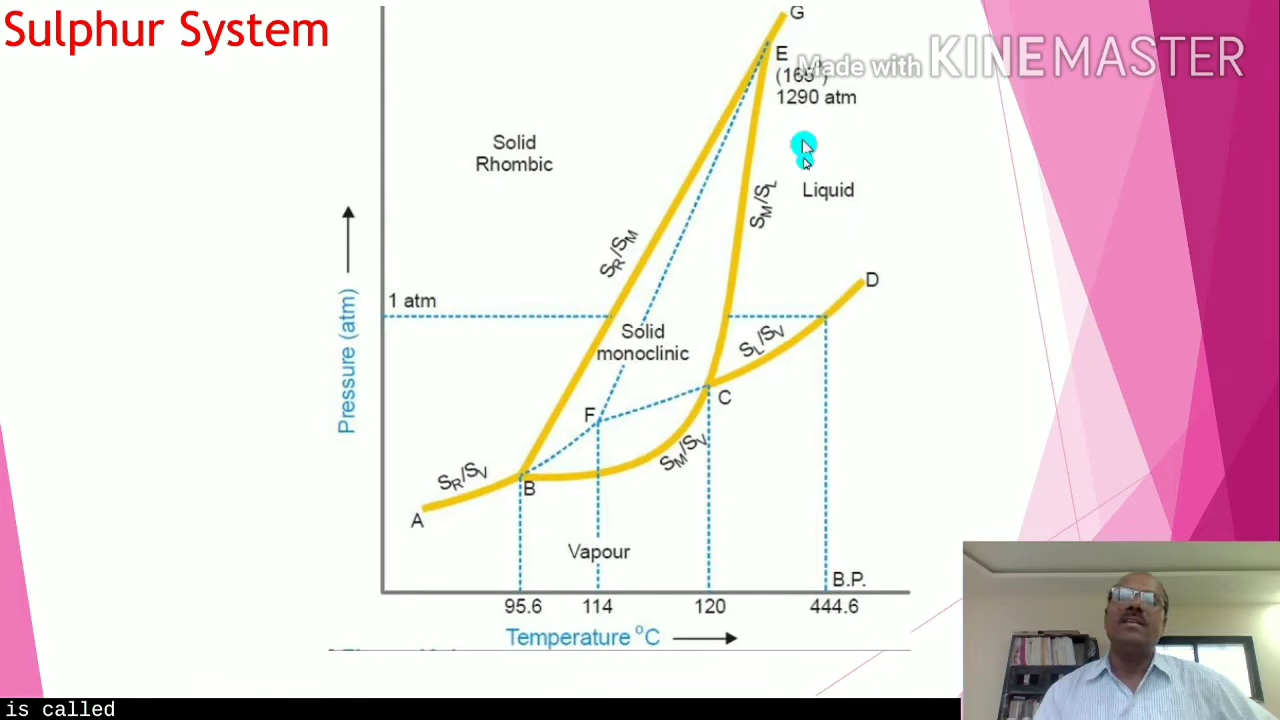 Sulphur System
G
E
(165°)
1290 atm
Made with KINEMASTER
Solid
Rhombic
Liquid
SM/SL
SR/SM
D
1 atm
Solid
monoclinic
SL/SV
Pressure (atm)
C
F
SM/SV
SR/SV
B
A
Vapour
B.P.
95.6 114 120 444.6
Temperature °C
is called